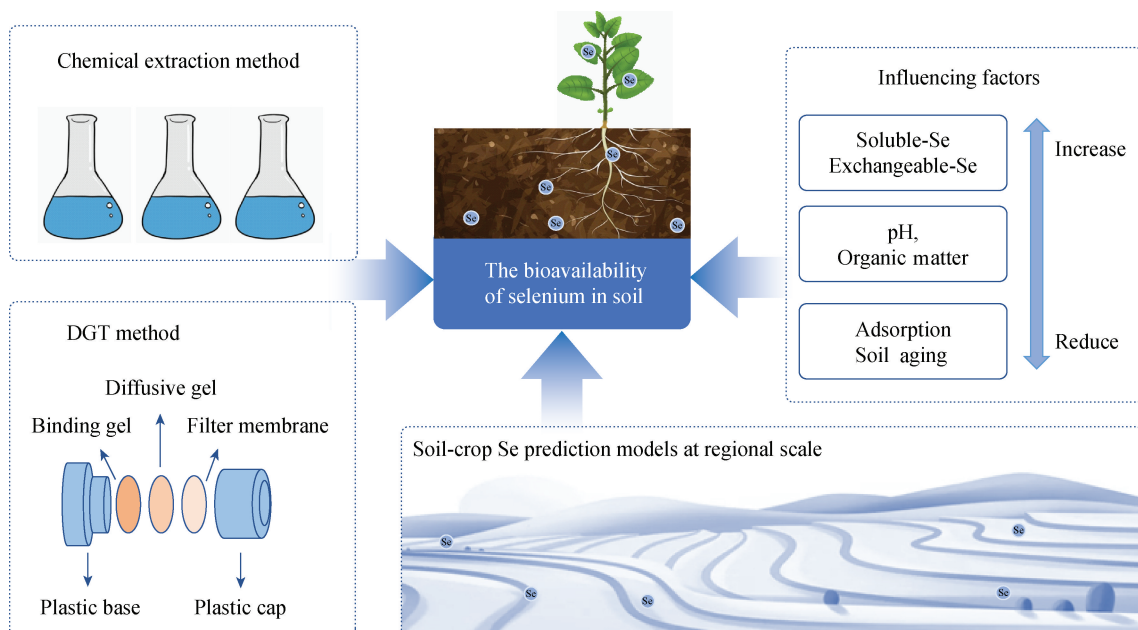 Chemical extraction method
Se
Se
Se
Se
Se
Se
Se
The bioavailability
of selenium in soil
Influencing factors
Soluble-Se
Exchangeable-Se
Increase
pH,
Organic matter
Adsorption
Soil aging
Reduce
DGT method
Diffusive gel
Binding gel
Filter membrane
Plastic base
Plastic cap
Soil-crop Se prediction models at regional scale
Se
Se
Se
Se
Se